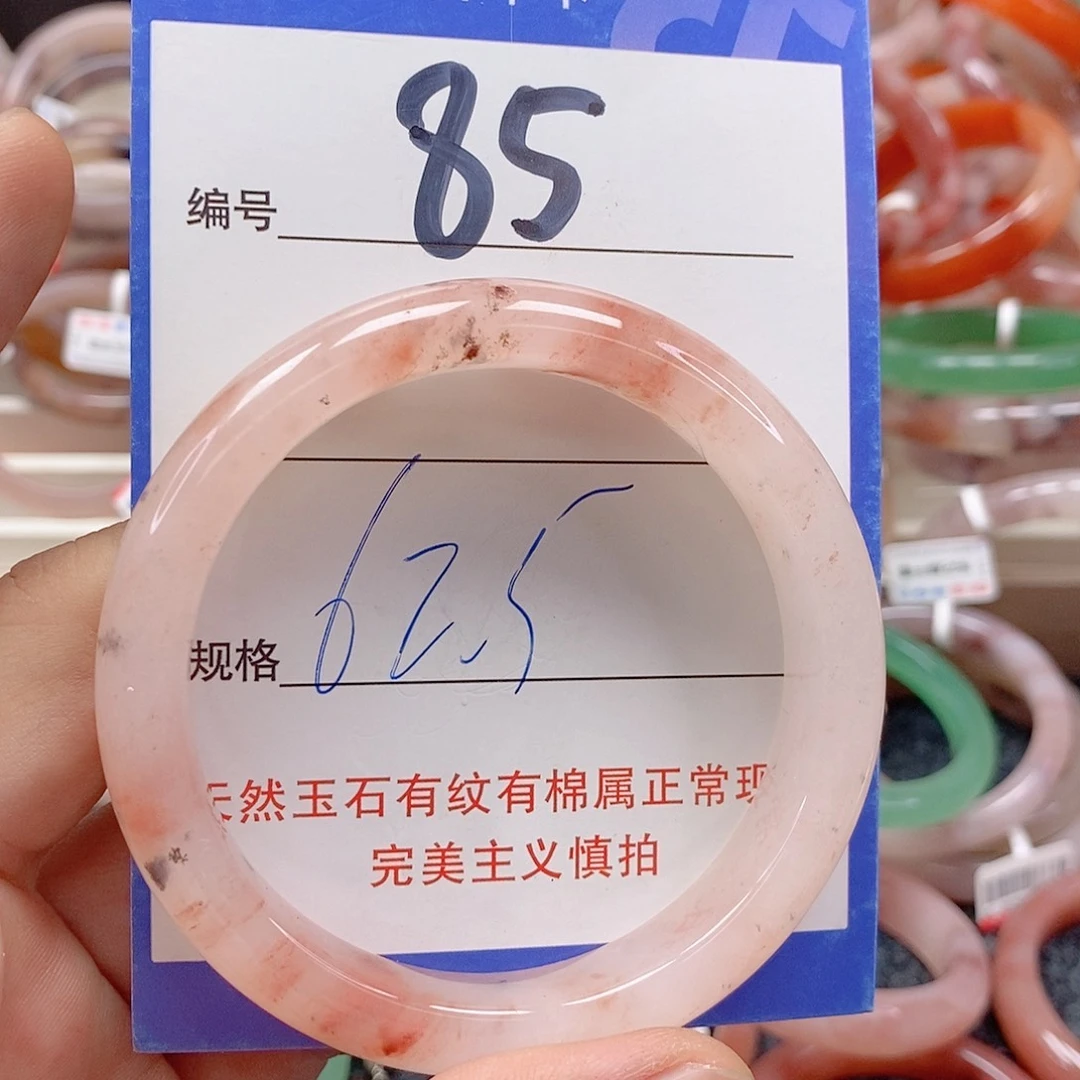 编号 85
规格 62.5
天然玉石有纹有棉属正常现
完美主义慎拍